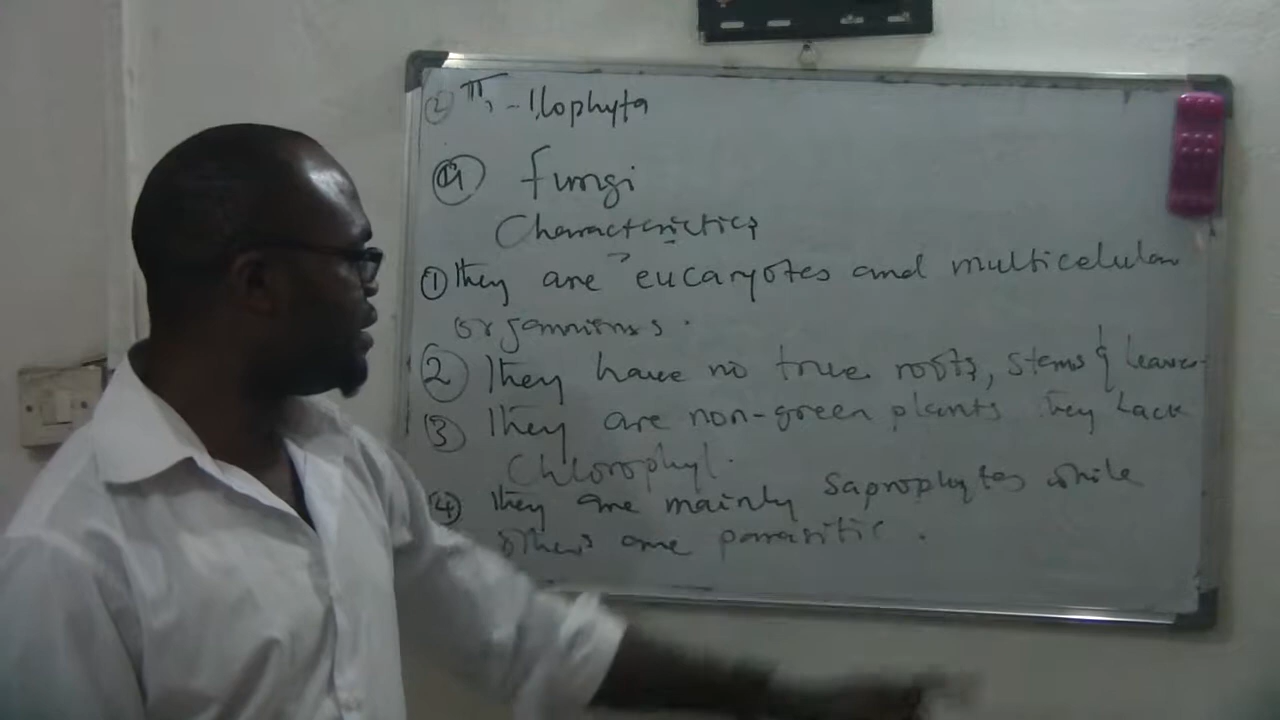 fungi
Characteristics
① They are eucaryotes and multicelular
organisms.
② They have no true roots, stems & leaves
③ They are non-green plants they Lack
Chlorophyl.
④ They are mainly saprophytes while
others are parasitic.